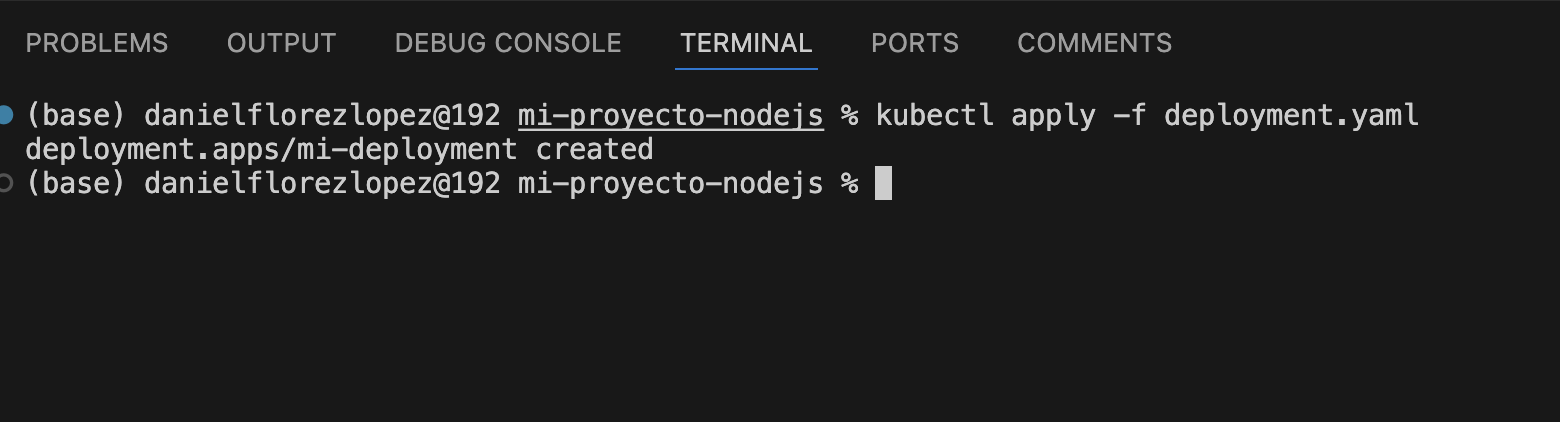 PROBLEMS OUTPUT DEBUG CONSOLE TERMINAL PORTS COMMENTS
(base) danielflorezlopez@192 mi-proyecto-nodejs % kubectl apply -f deployment.yaml
deployment.apps/mi-deployment created
(base) danielflorezlopez@192 mi-proyecto-nodejs %